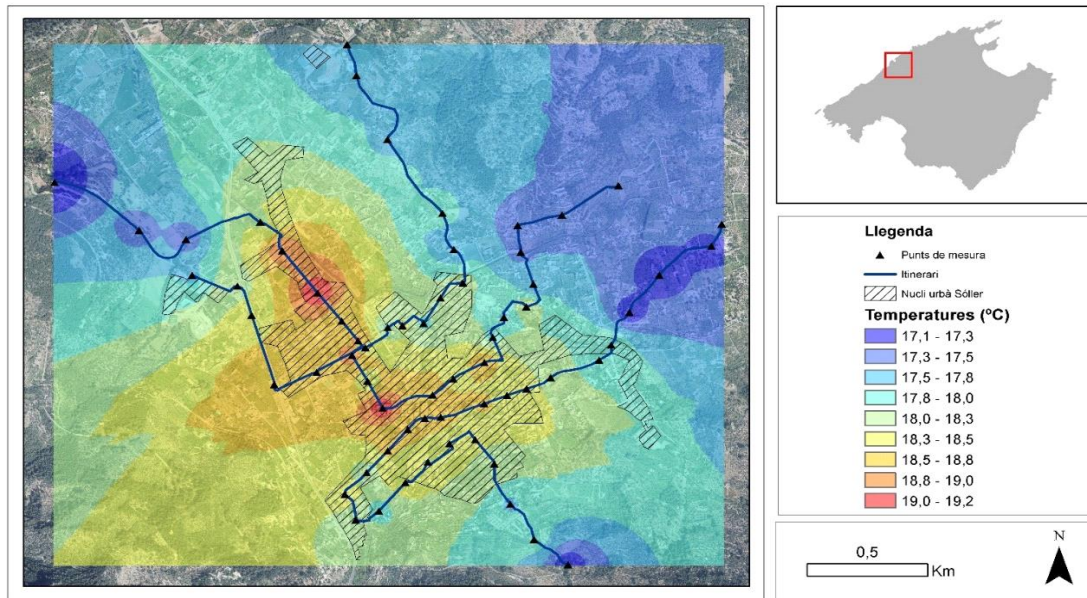 Llegenda
Punts de mesura
Itinerari
Nucli urbà Sóller
Temperatures (ºC)
17,1 - 17,3
17,3 - 17,5
17,5 - 17,8
17,8 - 18,0
18,0 - 18,3
18,3 - 18,5
18,5 - 18,8
18,8 - 19,0
19,0 - 19,2
0,5
Km
N